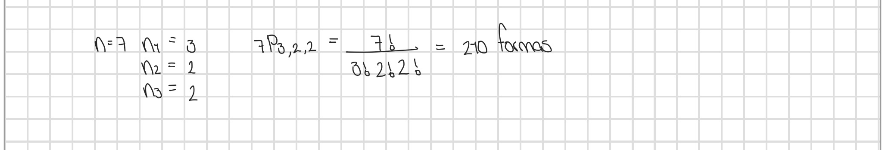 n=7 n₁ = 3 7P₃,₂,₂ = 7! / 3! 2! 2! = 210 formas
n₂ = 2
n₃ = 2